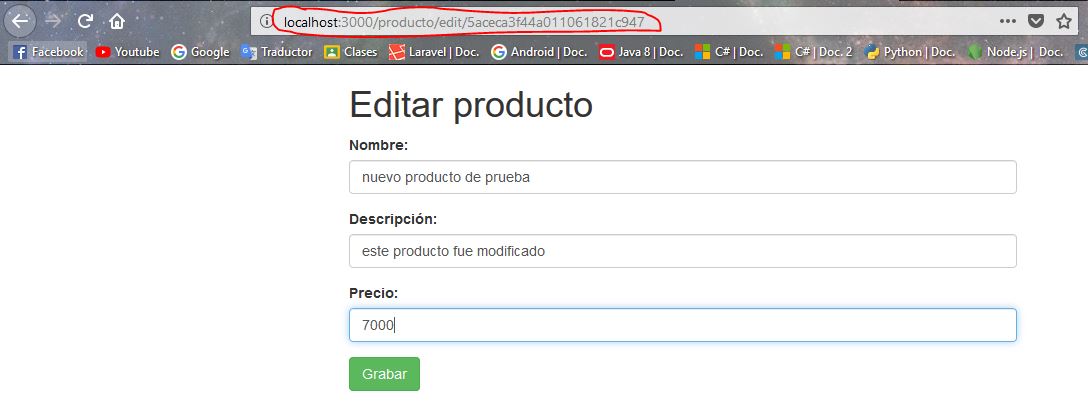 localhost:3000/producto/edit/5aceca3f44a011061821c947
Facebook Youtube Google Traductor Clases Laravel | Doc. Android | Doc. Java 8 | Doc. C# | Doc. C# | Doc. 2 Python | Doc. Node.js | Doc.
Editar producto
Nombre:
nuevo producto de prueba
Descripción:
este producto fue modificado
Precio:
7000
Grabar